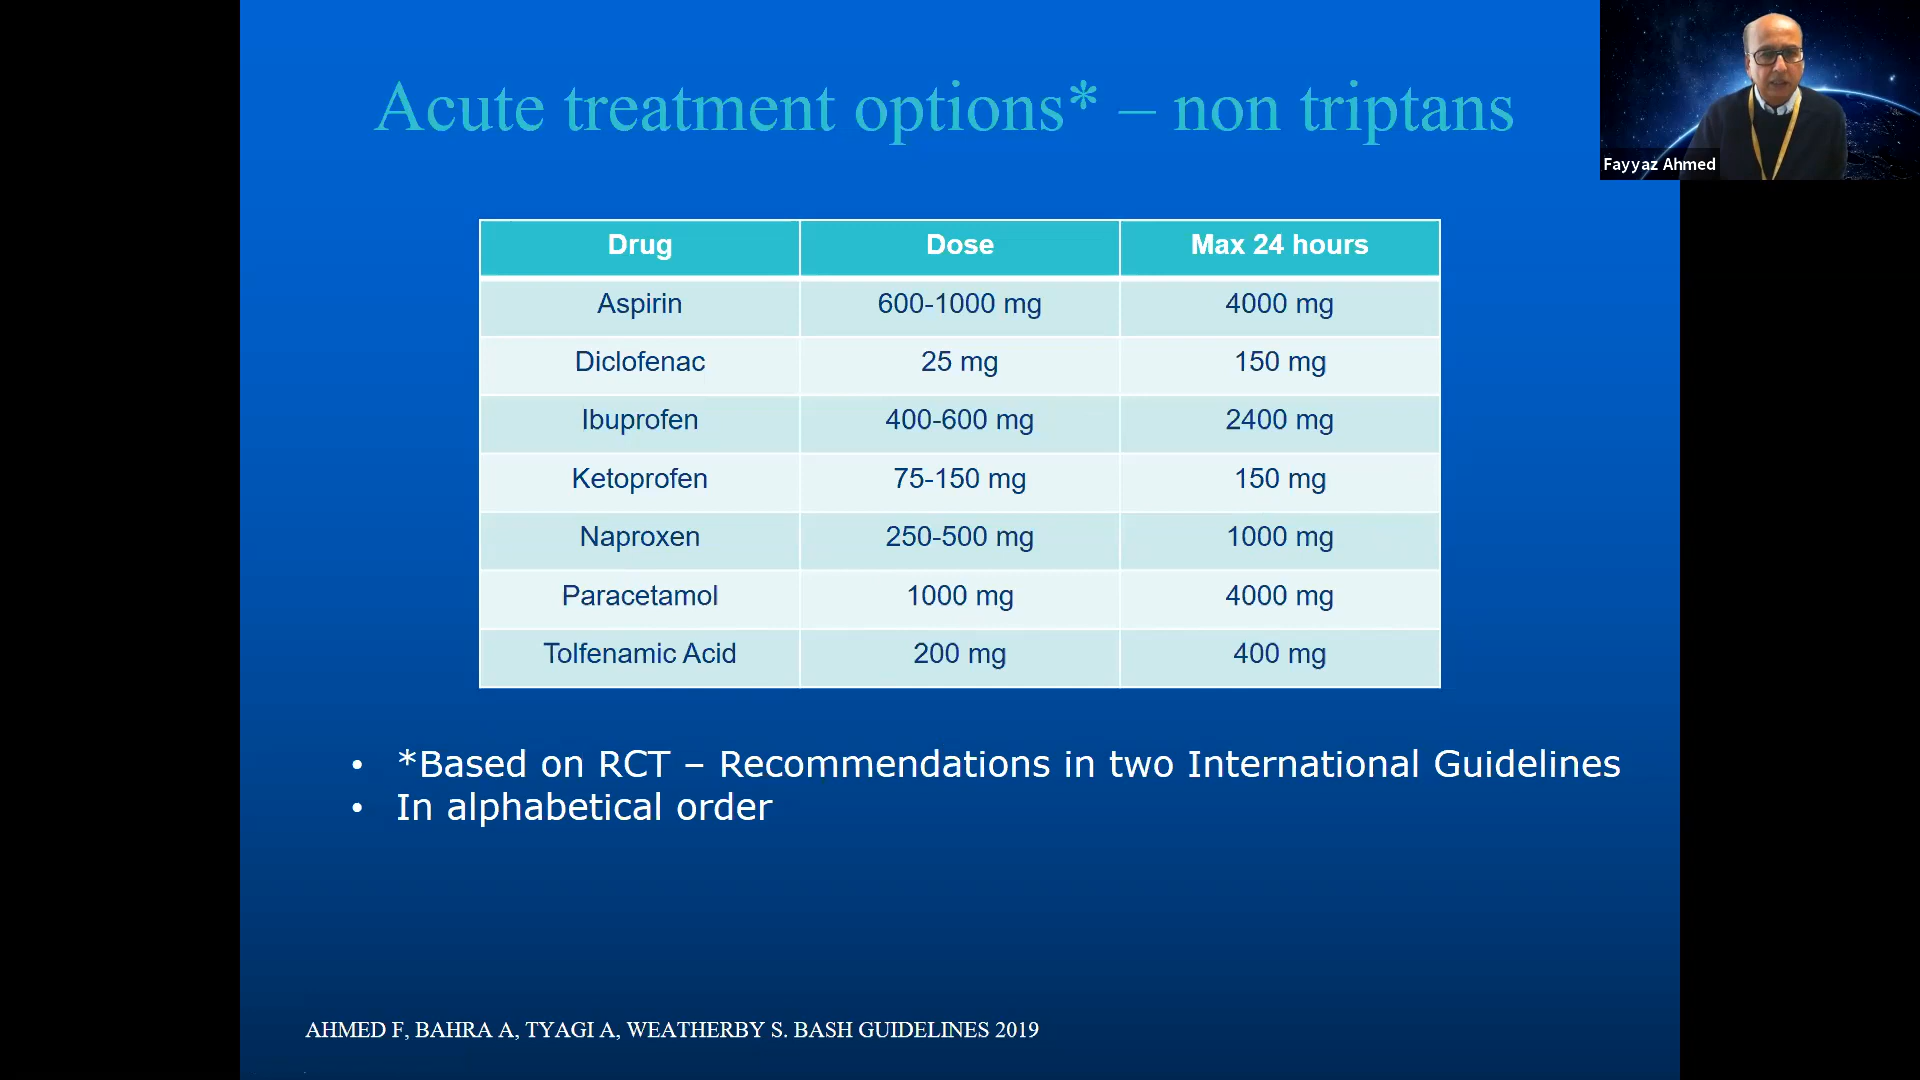 Acute treatment options* – non triptans
Fayyaz Ahmed
Drug Dose Max 24 hours
Aspirin 600-1000 mg 4000 mg
Diclofenac 25 mg 150 mg
Ibuprofen 400-600 mg 2400 mg
Ketoprofen 75-150 mg 150 mg
Naproxen 250-500 mg 1000 mg
Paracetamol 1000 mg 4000 mg
Tolfenamic Acid 200 mg 400 mg
• *Based on RCT – Recommendations in two International Guidelines
• In alphabetical order
AHMED F, BAHRA A, TYAGI A, WEATHERBY S. BASH GUIDELINES 2019